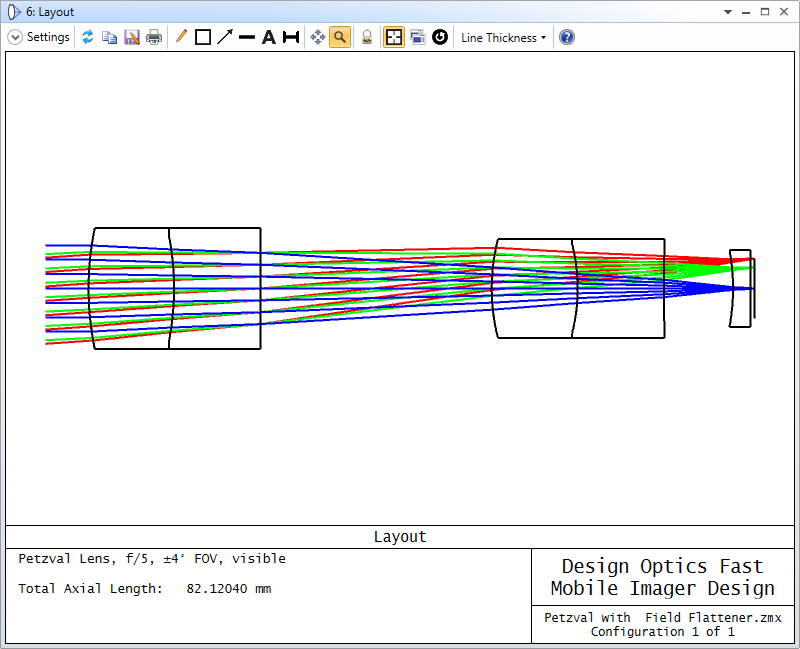 6: Layout
Settings
Line Thickness
Layout
Petzval Lens, f/5, ±4° FOV, visible
Total Axial Length: 82.12040 mm
Design Optics Fast
Mobile Imager Design
Petzval with Field Flattener.zmx
Configuration 1 of 1